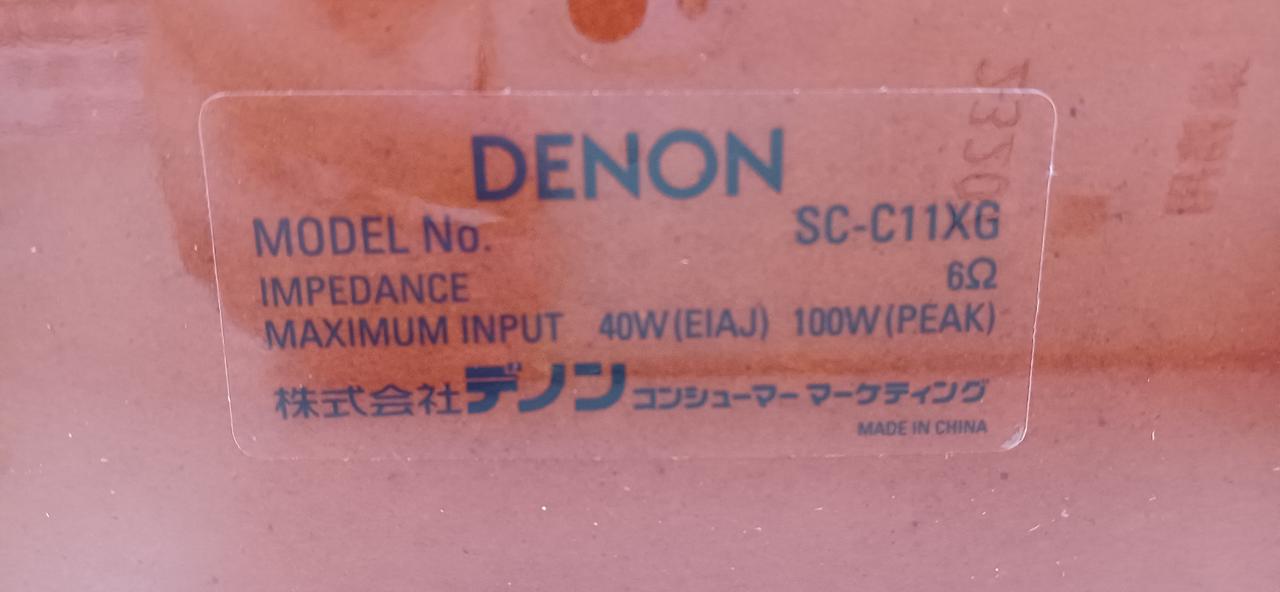 DENON
MODEL No. SC-C11XG
IMPEDANCE 6Ω
MAXIMUM INPUT 40W(EIAJ) 100W(PEAK)
株式会社デノン コンシューマー マーケティング
MADE IN CHINA